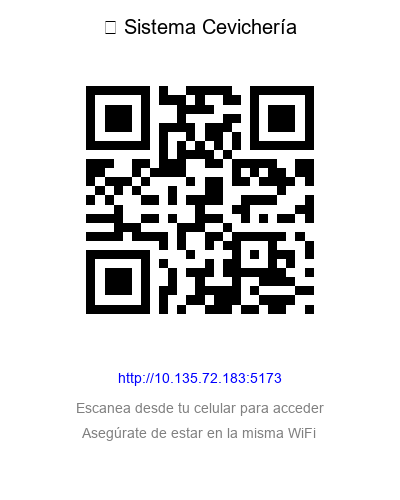 ▯ Sistema Cevichería
http://10.135.72.183:5173
Escanea desde tu celular para acceder
Asegúrate de estar en la misma WiFi